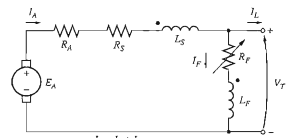 I_A
I_L
R_A
R_S
L_S
+
I_F
R_F
+
−
E_A
V_T
L_F
−